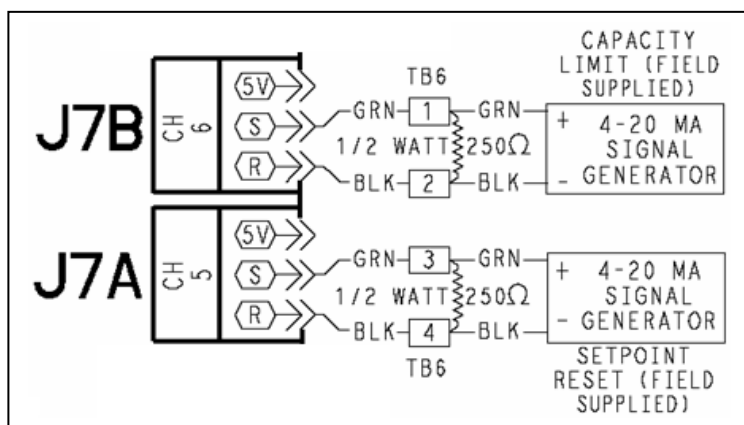 CAPACITY
LIMIT (FIELD
SUPPLIED)
TB6
J7B
CH
6
5V
S
R
GRN
1
GRN
1/2 WATT
250Ω
BLK
2
BLK
+
4-20 MA
SIGNAL
- GENERATOR
J7A
CH
5
5V
S
R
GRN
3
GRN
1/2 WATT
250Ω
BLK
4
BLK
TB6
+
4-20 MA
SIGNAL
- GENERATOR
SETPOINT
RESET (FIELD
SUPPLIED)